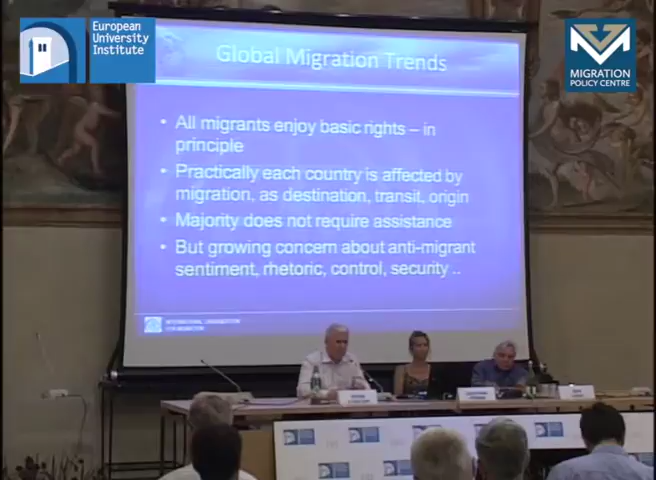 European
University
Institute
MIGRATION
POLICY CENTRE
Global Migration Trends
• All migrants enjoy basic rights – in
principle
• Practically each country is affected by
migration, as destination, transit, origin
• Majority does not require assistance
• But growing concern about anti-migrant
sentiment, rhetoric, control, security ..